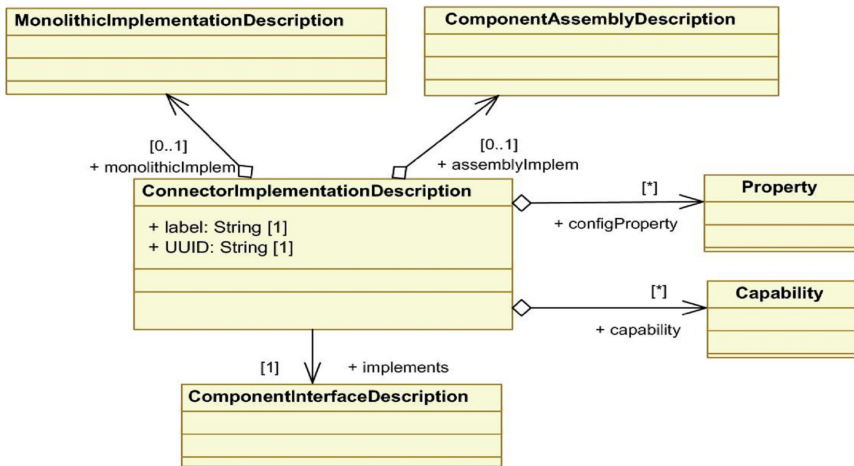 MonolithicImplementationDescription
ComponentAssemblyDescription
[0..1]
+ monolithicImplem
[0..1]
+ assemblyImplem
ConnectorImplementationDescription
+ label: String [1]
+ UUID: String [1]
[*]
+ configProperty
Property
[*]
+ capability
Capability
[1]
+ implements
ComponentInterfaceDescription